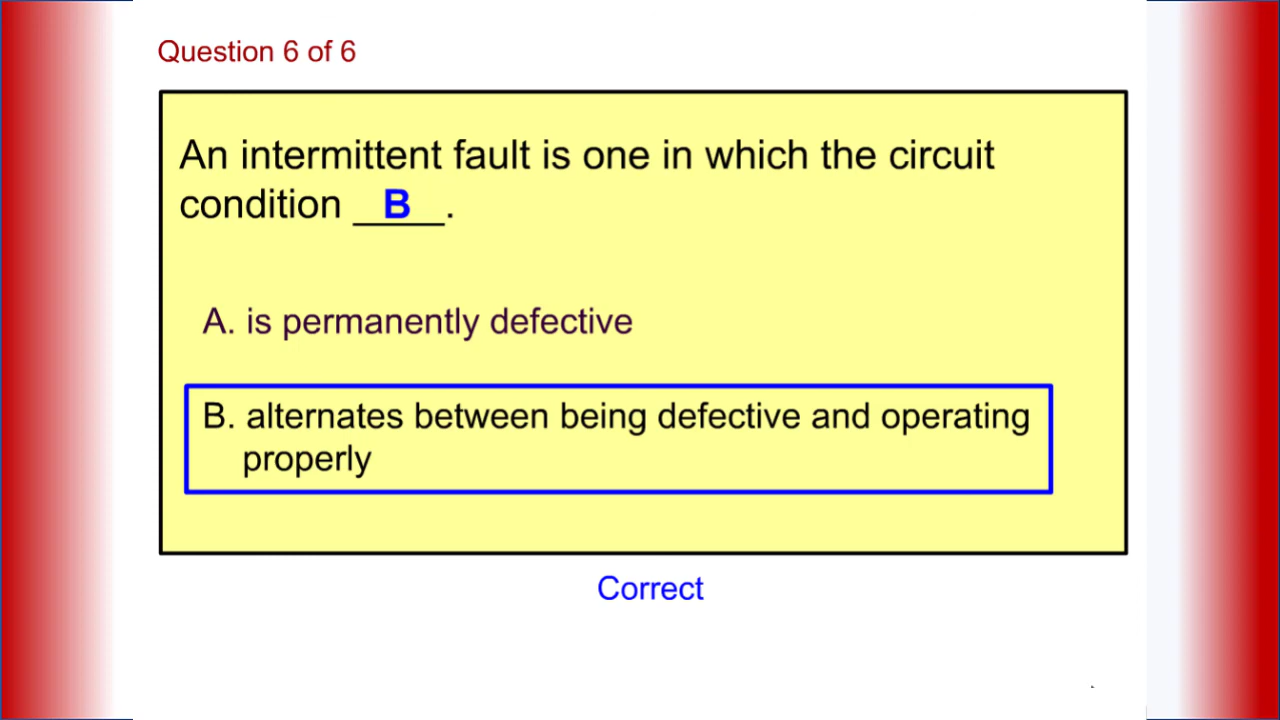 Question 6 of 6
An intermittent fault is one in which the circuit
condition __B__.
A. is permanently defective
B. alternates between being defective and operating
properly
Correct